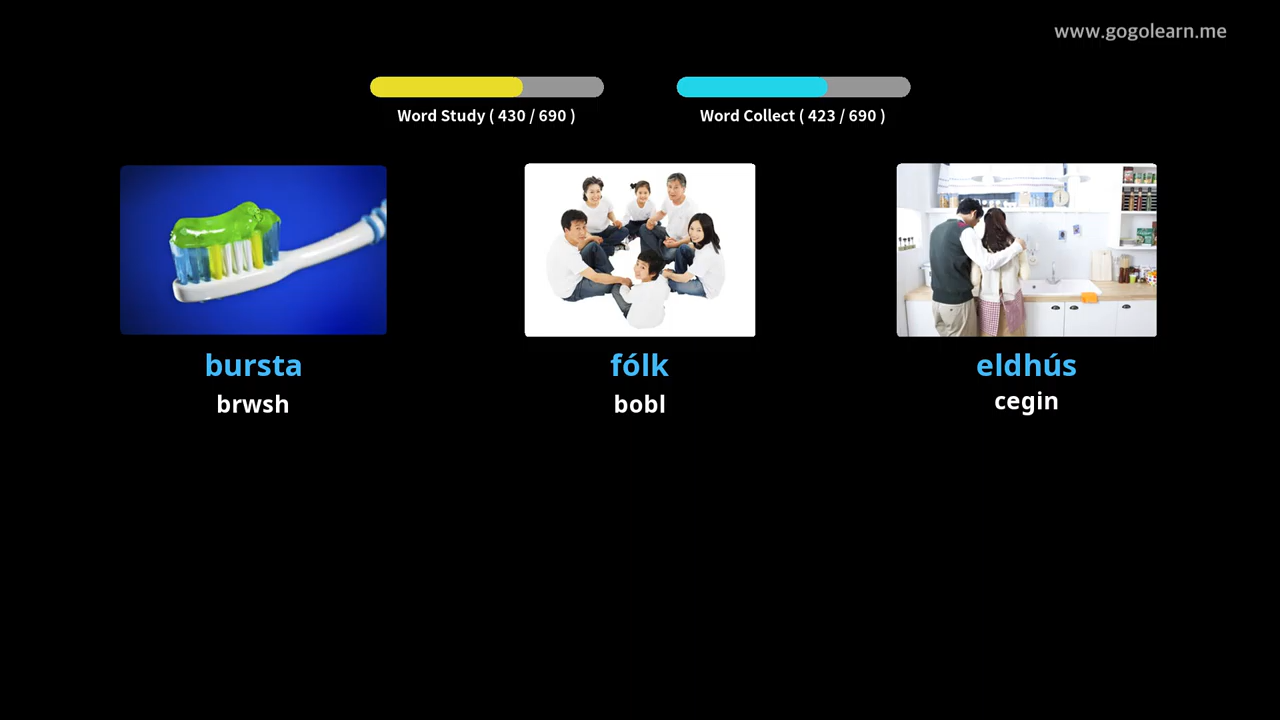 www.gogolearn.me
Word Study ( 430 / 690 )
Word Collect ( 423 / 690 )
bursta
brwsh
fólk
bobl
eldhús
cegin